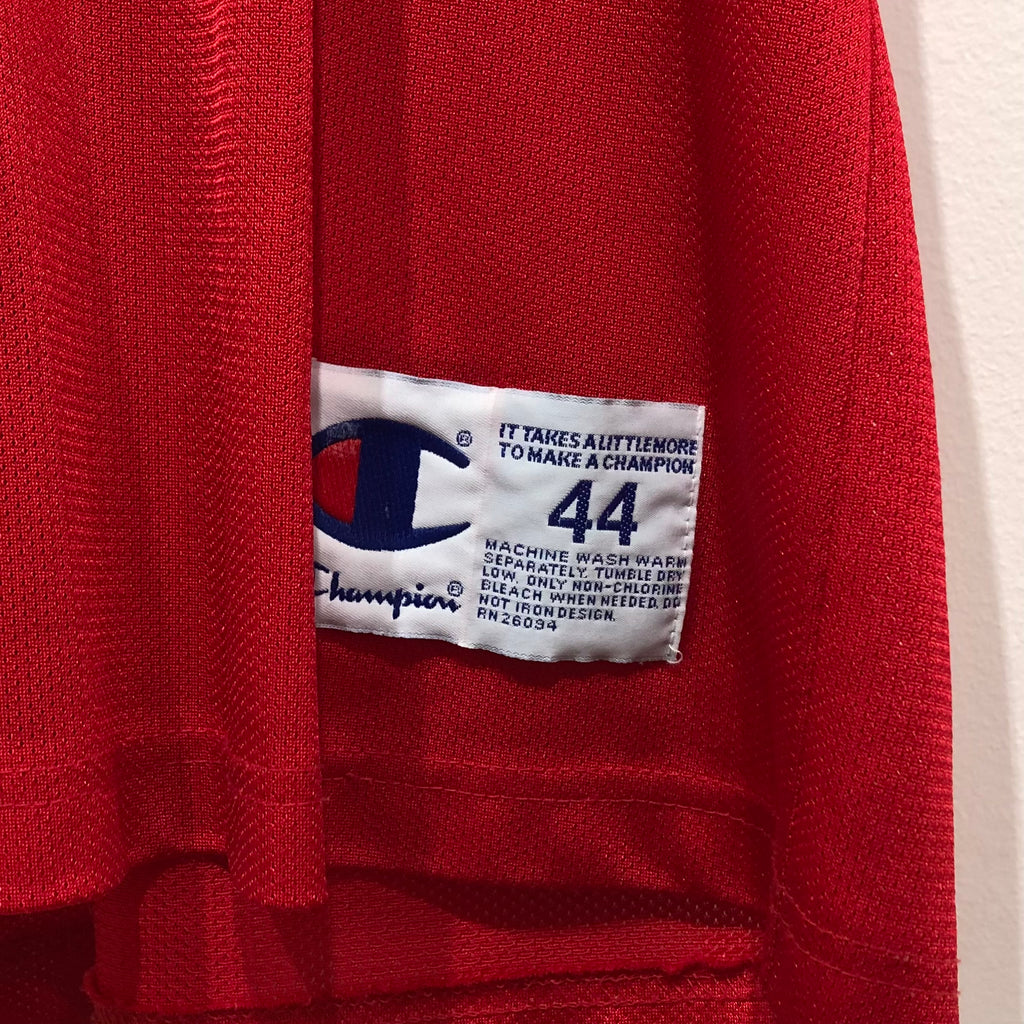 ®
Champion®
IT TAKES A LITTLE MORE
TO MAKE A CHAMPION
44
MACHINE WASH WARM
SEPARATELY. TUMBLE DRY
LOW. ONLY NON-CHLORINE
BLEACH WHEN NEEDED. DO
NOT IRON DESIGN.
RN 26094